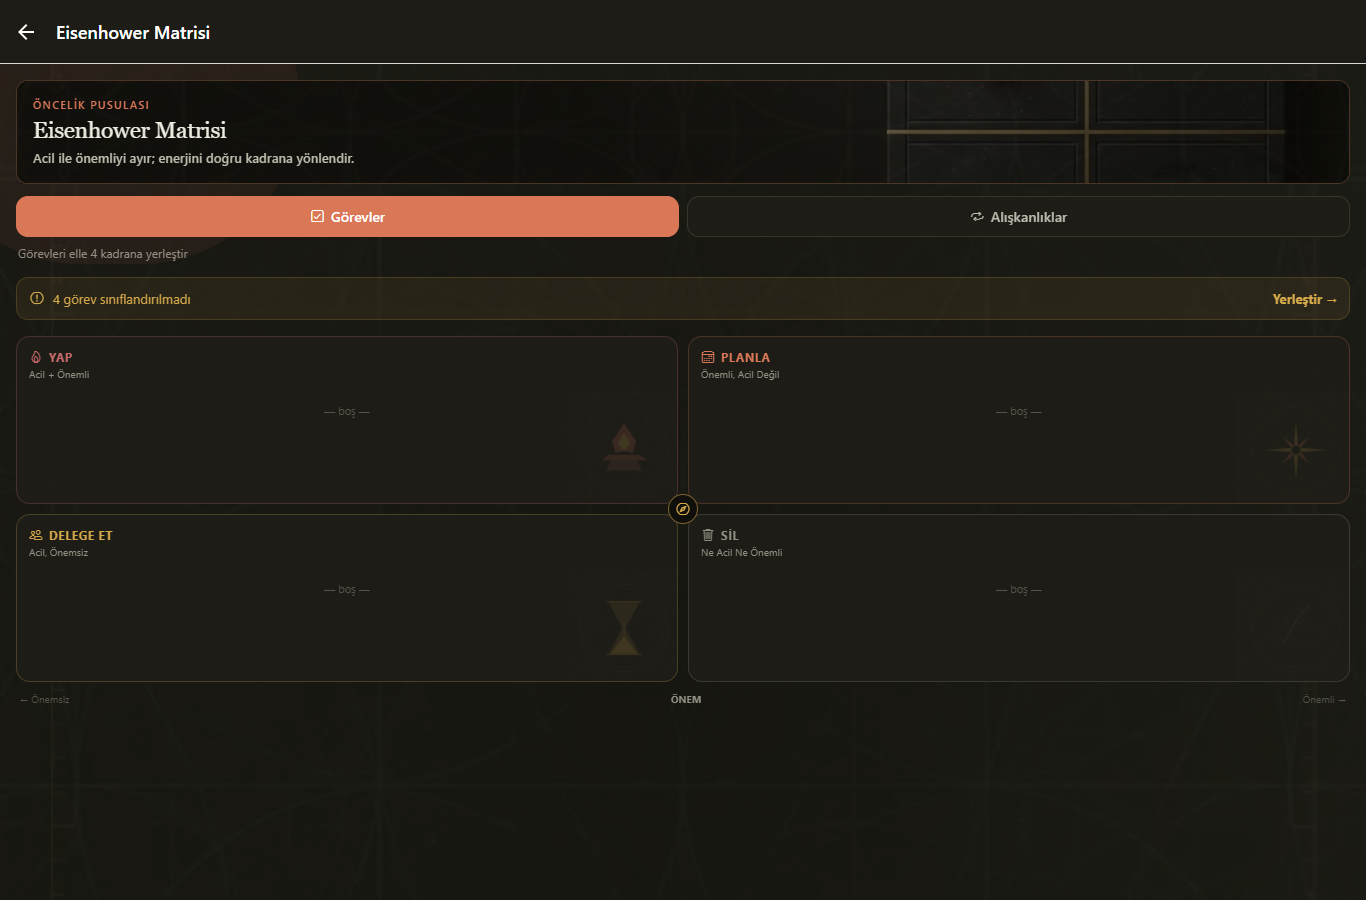 Eisenhower Matrisi
ÖNCELİK PUSULASI
Eisenhower Matrisi
Acil ile önemliyi ayır; enerjini doğru kadrana yönlendir.
Görevler
Alışkanlıklar
Görevleri elle 4 kadrana yerleştir
4 görev sınıflandırılmadı
Yerleştir →
YAP
Acil + Önemli
— boş —
PLANLA
Önemli, Acil Değil
— boş —
DELEGE ET
Acil, Önemsiz
— boş —
SİL
Ne Acil Ne Önemli
— boş —
← Önemsiz
ÖNEM
Önemli →